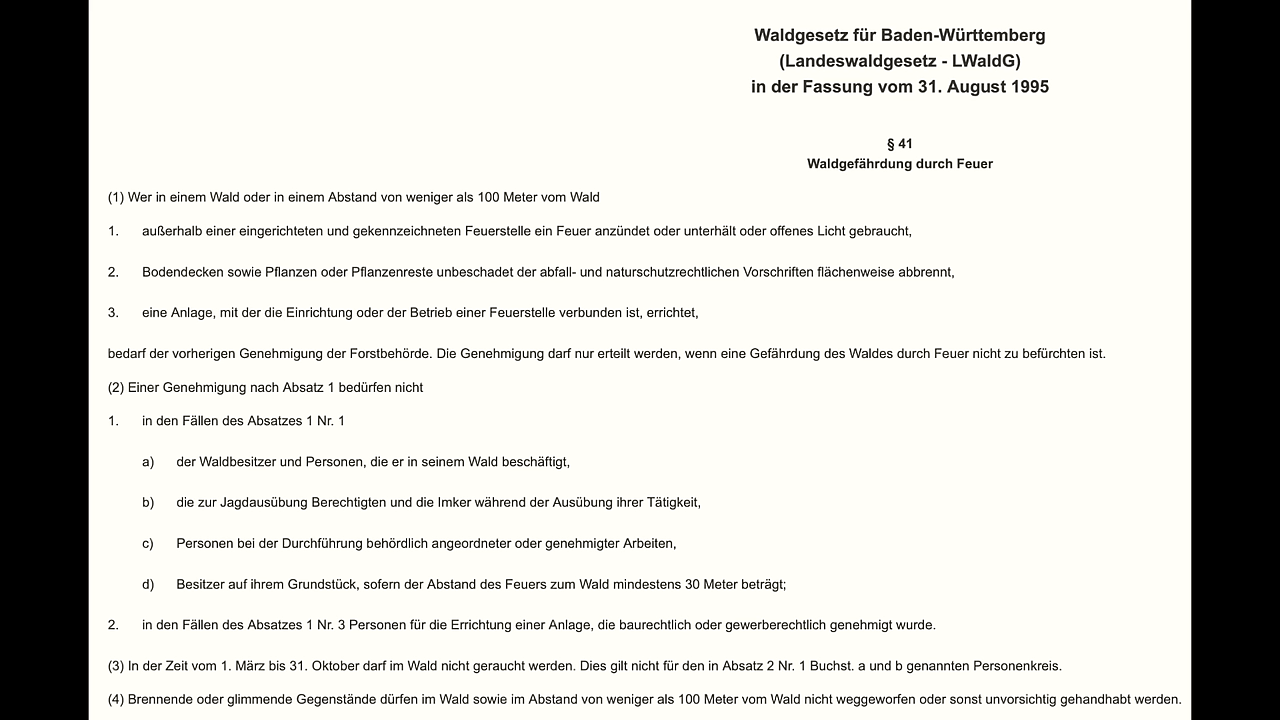 Waldgesetz für Baden-Württemberg
(Landeswaldgesetz - LWaldG)
in der Fassung vom 31. August 1995
§ 41
Waldgefährdung durch Feuer
(1) Wer in einem Wald oder in einem Abstand von weniger als 100 Meter vom Wald
1. außerhalb einer eingerichteten und gekennzeichneten Feuerstelle ein Feuer anzündet oder unterhält oder offenes Licht gebraucht,
2. Bodendecken sowie Pflanzen oder Pflanzenreste unbeschadet der abfall- und naturschutzrechtlichen Vorschriften flächenweise abbrennt,
3. eine Anlage, mit der die Einrichtung oder der Betrieb einer Feuerstelle verbunden ist, errichtet,
bedarf der vorherigen Genehmigung der Forstbehörde. Die Genehmigung darf nur erteilt werden, wenn eine Gefährdung des Waldes durch Feuer nicht zu befürchten ist.
(2) Einer Genehmigung nach Absatz 1 bedürfen nicht
1. in den Fällen des Absatzes 1 Nr. 1
a) der Waldbesitzer und Personen, die er in seinem Wald beschäftigt,
b) die zur Jagdausübung Berechtigten und die Imker während der Ausübung ihrer Tätigkeit,
c) Personen bei der Durchführung behördlich angeordneter oder genehmigter Arbeiten,
d) Besitzer auf ihrem Grundstück, sofern der Abstand des Feuers zum Wald mindestens 30 Meter beträgt;
2. in den Fällen des Absatzes 1 Nr. 3 Personen für die Errichtung einer Anlage, die baurechtlich oder gewerberechtlich genehmigt wurde.
(3) In der Zeit vom 1. März bis 31. Oktober darf im Wald nicht geraucht werden. Dies gilt nicht für den in Absatz 2 Nr. 1 Buchst. a und b genannten Personenkreis.
(4) Brennende oder glimmende Gegenstände dürfen im Wald sowie im Abstand von weniger als 100 Meter vom Wald nicht weggeworfen oder sonst unvorsichtig gehandhabt werden.